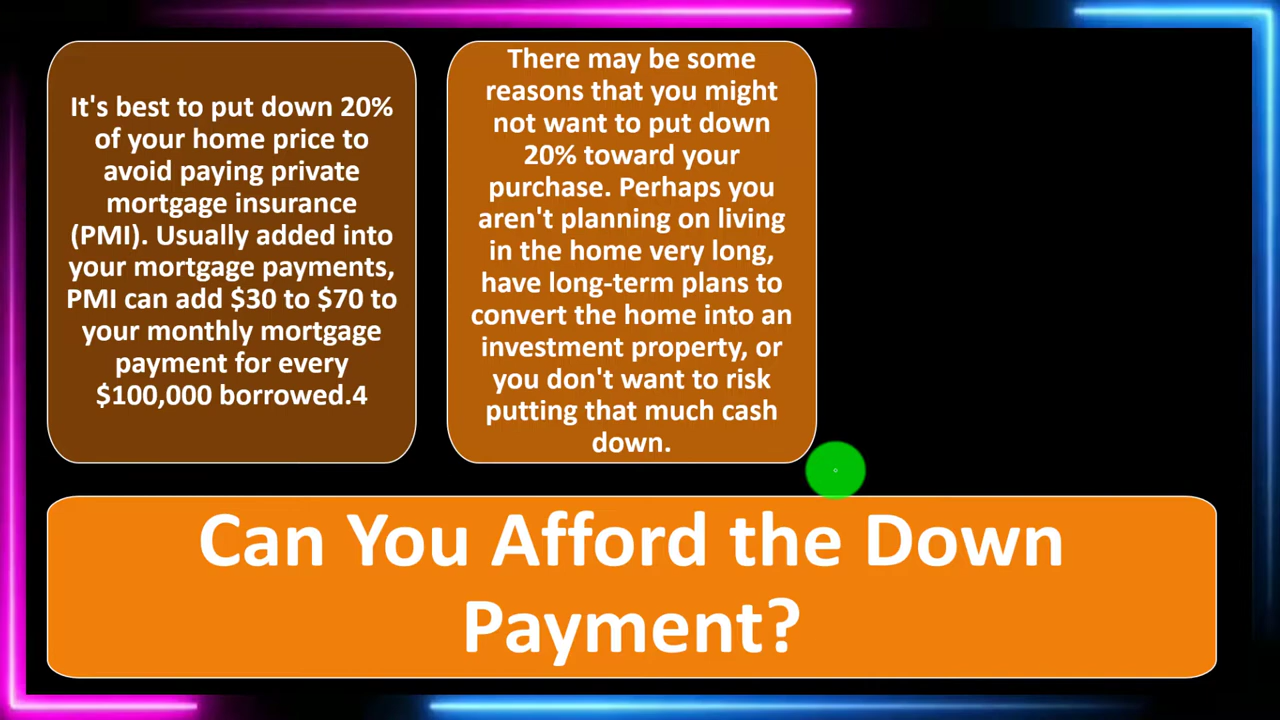 It's best to put down 20%
of your home price to
avoid paying private
mortgage insurance
(PMI). Usually added into
your mortgage payments,
PMI can add $30 to $70 to
your monthly mortgage
payment for every
$100,000 borrowed.4
There may be some
reasons that you might
not want to put down
20% toward your
purchase. Perhaps you
aren't planning on living
in the home very long,
have long-term plans to
convert the home into an
investment property, or
you don't want to risk
putting that much cash
down.
Can You Afford the Down
Payment?